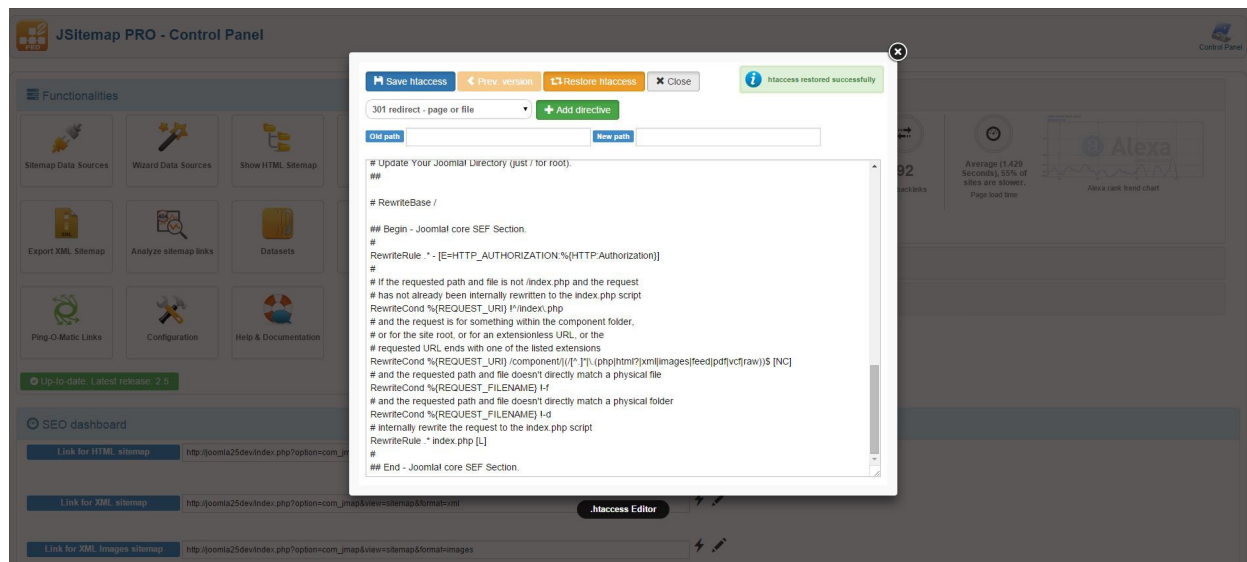 JSitemap PRO - Control Panel
PRO
Control Panel
Functionalities
Sitemap Data Sources
Wizard Data Sources
Show HTML Sitemap
Export XML Sitemap
Analyze sitemap links
Datasets
Ping-O-Matic Links
Configuration
Help & Documentation
Up-to-date. Latest release: 2.5
SEO dashboard
Link for HTML sitemap
http://joomla25dev/index.php?option=com_jm
Link for XML sitemap
http://joomla25dev/index.php?option=com_jmap&view=sitemap&format=xml
Link for XML Images sitemap
http://joomla25dev/index.php?option=com_jmap&view=sitemap&format=images
Save htaccess
Prev. version
Restore htaccess
Close
htaccess restored successfully
301 redirect - page or file
Add directive
Old path
New path
# Update Your Joomla! Directory (just / for root).
##
# RewriteBase /
## Begin - Joomla! core SEF Section.
#
RewriteRule .* - [E=HTTP_AUTHORIZATION:%{HTTP:Authorization}]
#
# If the requested path and file is not /index.php and the request
# has not already been internally rewritten to the index.php script
RewriteCond %{REQUEST_URI} !^/index\.php
# and the request is for something within the component folder,
# or for the site root, or for an extensionless URL, or the
# requested URL ends with one of the listed extensions
RewriteCond %{REQUEST_URI} /component/|(/[^.]*|\.(php|html?|xml|images|feed|pdf|vcf|raw))$ [NC]
# and the requested path and file doesn't directly match a physical file
RewriteCond %{REQUEST_FILENAME} !-f
# and the requested path and file doesn't directly match a physical folder
RewriteCond %{REQUEST_FILENAME} !-d
# internally rewrite the request to the index.php script
RewriteRule .* index.php [L]
#
## End - Joomla! core SEF Section.
.htaccess Editor
92
backlinks
Average (1.429
Seconds), 55% of
sites are slower.
Page load time
Alexa
Alexa rank trend chart